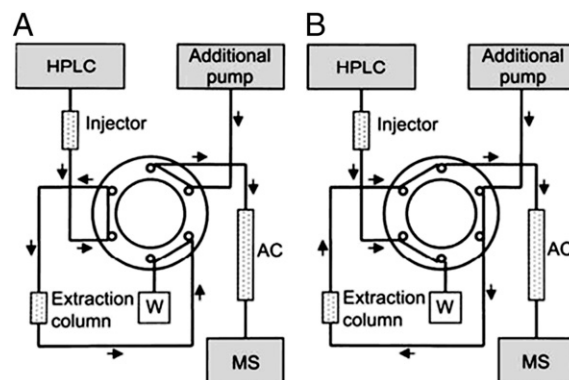 A
HPLC
Additional
pump
Injector
AC
Extraction
column
W
MS
B
HPLC
Additional
pump
Injector
AC
Extraction
column
W
MS